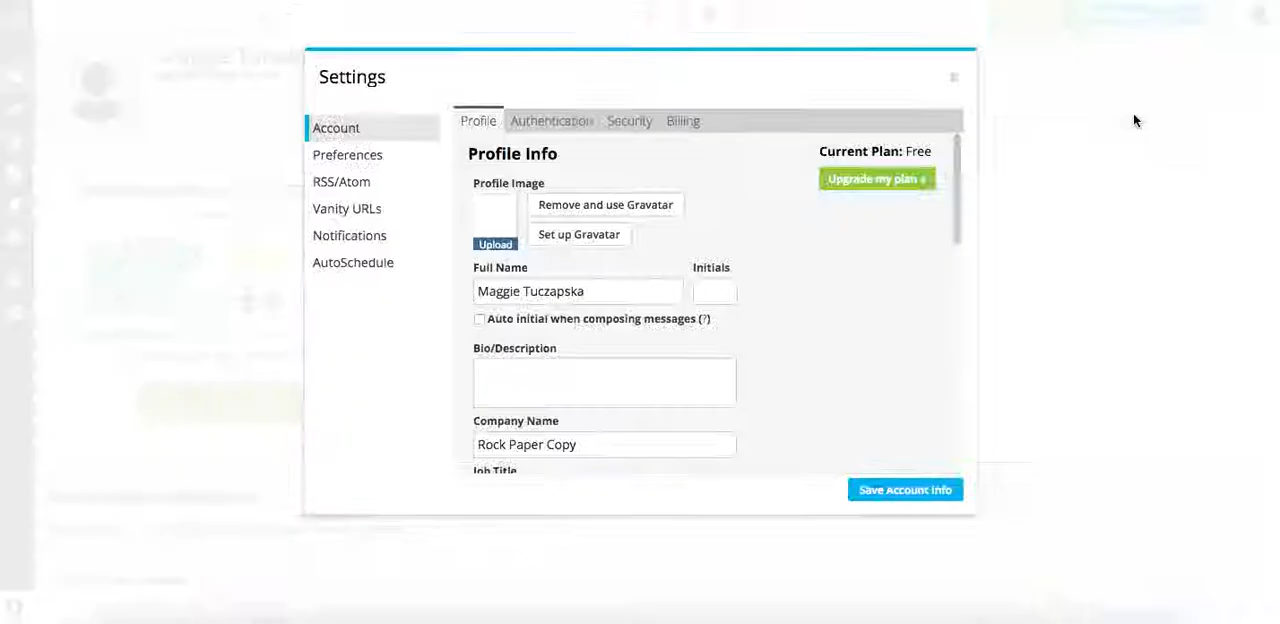 Settings
Account
Preferences
RSS/Atom
Vanity URLs
Notifications
AutoSchedule
Profile Authentication Security Billing
Profile Info
Current Plan: Free
Upgrade my plan »
Profile Image
Remove and use Gravatar
Set up Gravatar
Upload
Full Name Initials
Maggie Tuczapska
Auto initial when composing messages (?)
Bio/Description
Company Name
Rock Paper Copy
Job Title
Save Account Info